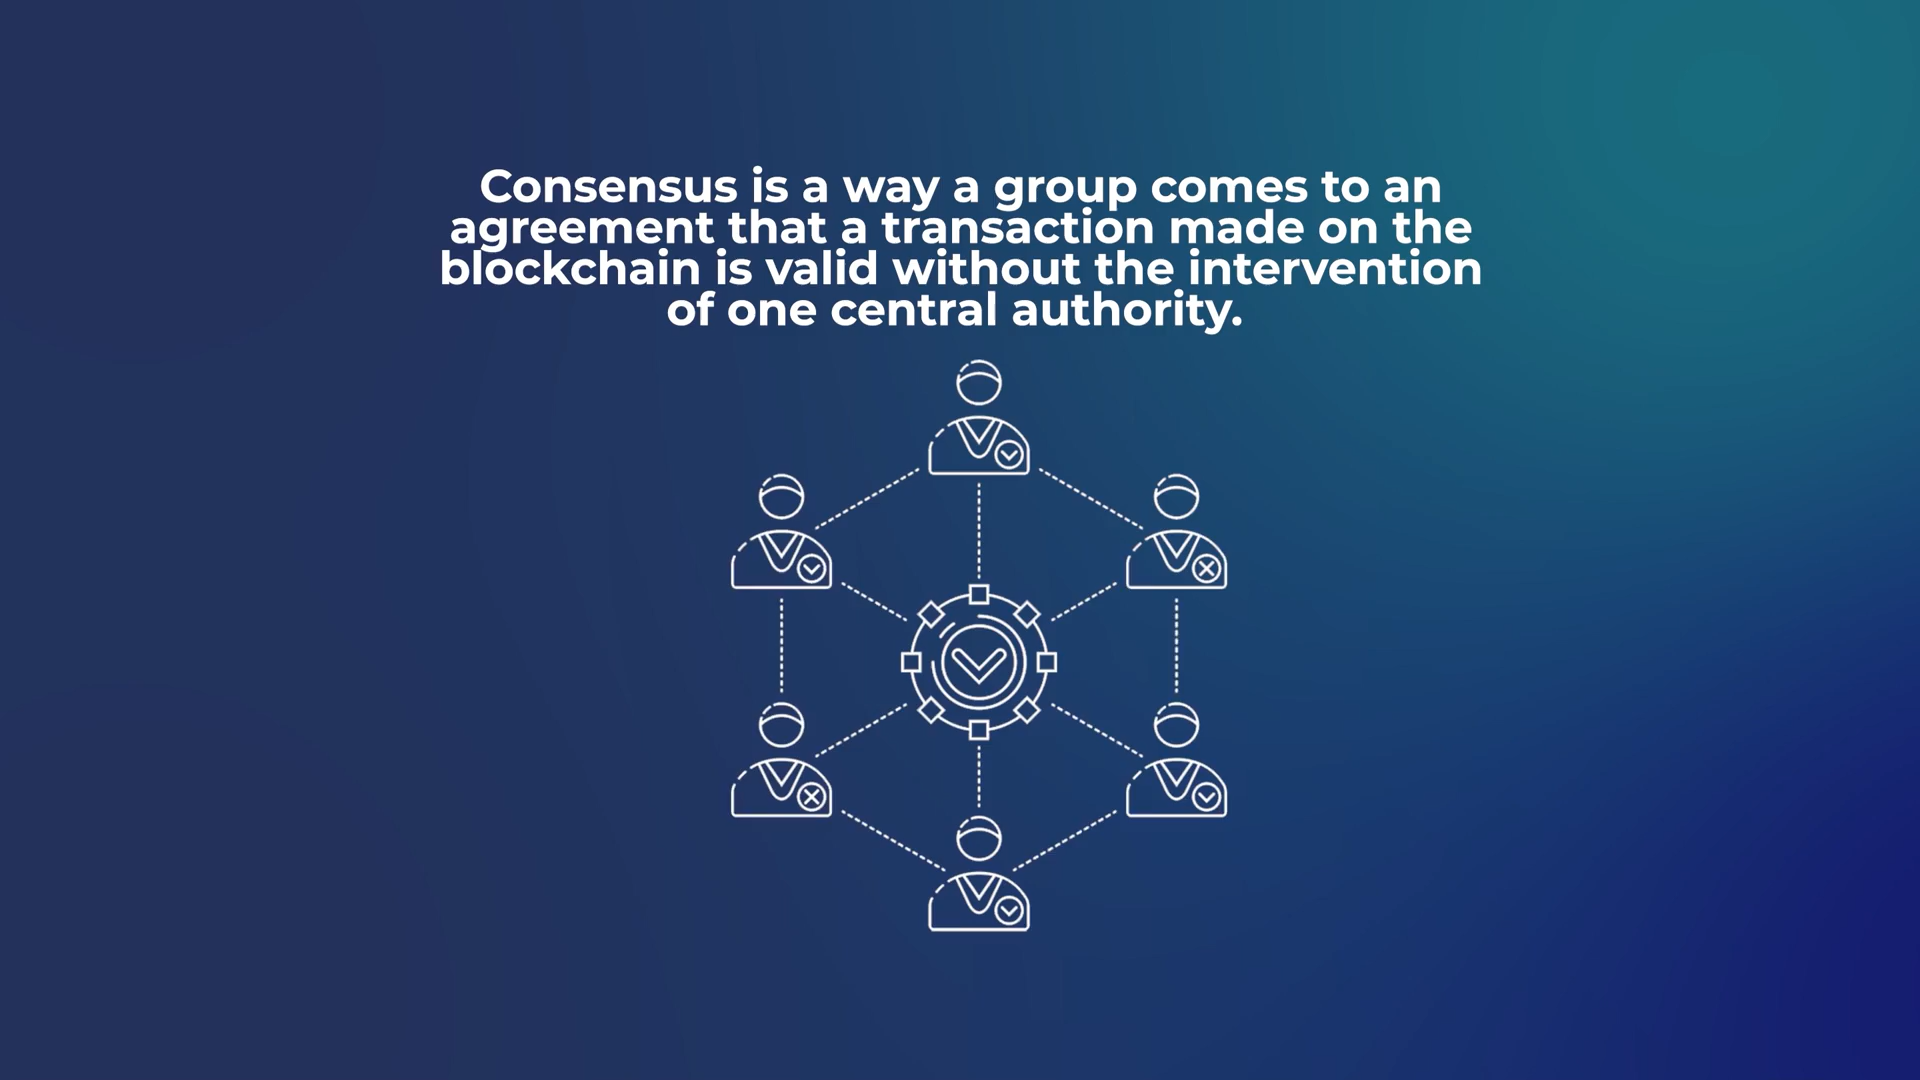 Consensus is a way a group comes to an
agreement that a transaction made on the
blockchain is valid without the intervention
of one central authority.